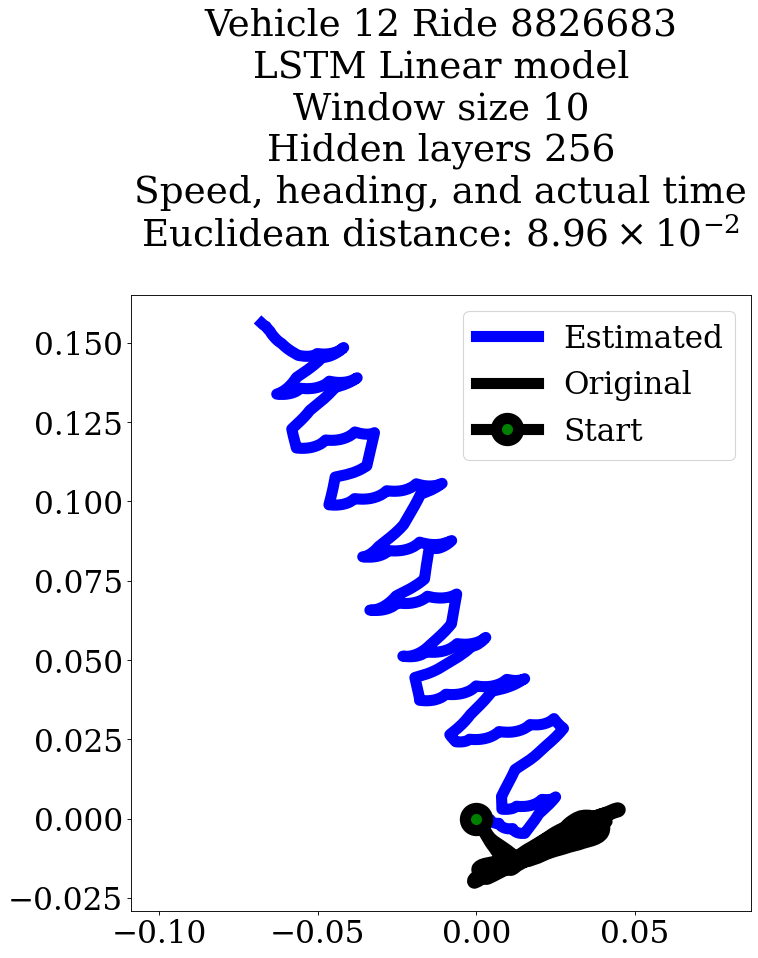 Vehicle 12 Ride 8826683
LSTM Linear model
Window size 10
Hidden layers 256
Speed, heading, and actual time
Euclidean distance: 8.96 × 10⁻²
Estimated
Original
Start
0.150
0.125
0.100
0.075
0.050
0.025
0.000
−0.025
−0.10 −0.05 0.00 0.05